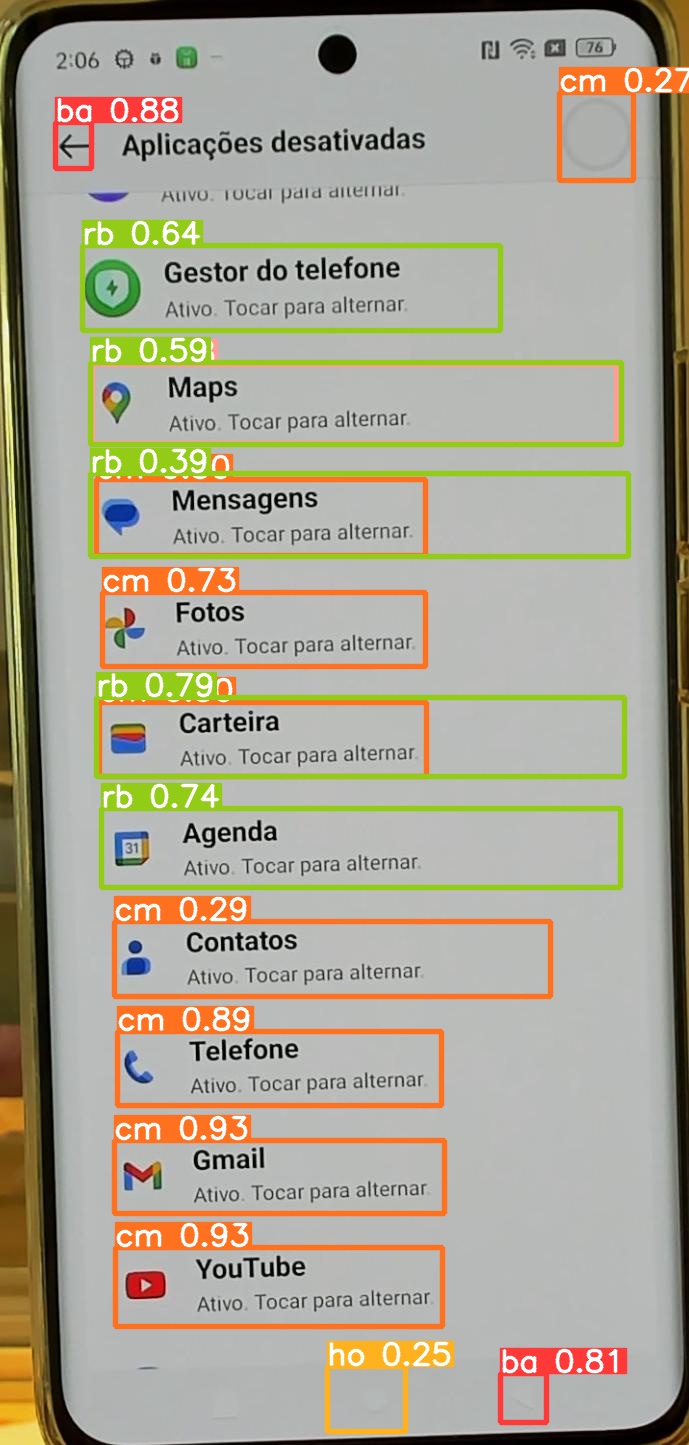 2:06
76
cm 0.27
ba 0.88
Aplicações desativadas
Ativo. Tocar para alternar.
rb 0.64
Gestor do telefone
Ativo. Tocar para alternar.
rb 0.59
Maps
Ativo. Tocar para alternar.
rb 0.39
Mensagens
Ativo. Tocar para alternar.
cm 0.73
Fotos
Ativo. Tocar para alternar.
rb 0.79
Carteira
Ativo. Tocar para alternar.
rb 0.74
31
Agenda
Ativo. Tocar para alternar.
cm 0.29
Contatos
Ativo. Tocar para alternar.
cm 0.89
Telefone
Ativo. Tocar para alternar.
cm 0.93
Gmail
Ativo. Tocar para alternar.
cm 0.93
YouTube
Ativo. Tocar para alternar.
ho 0.25
ba 0.81